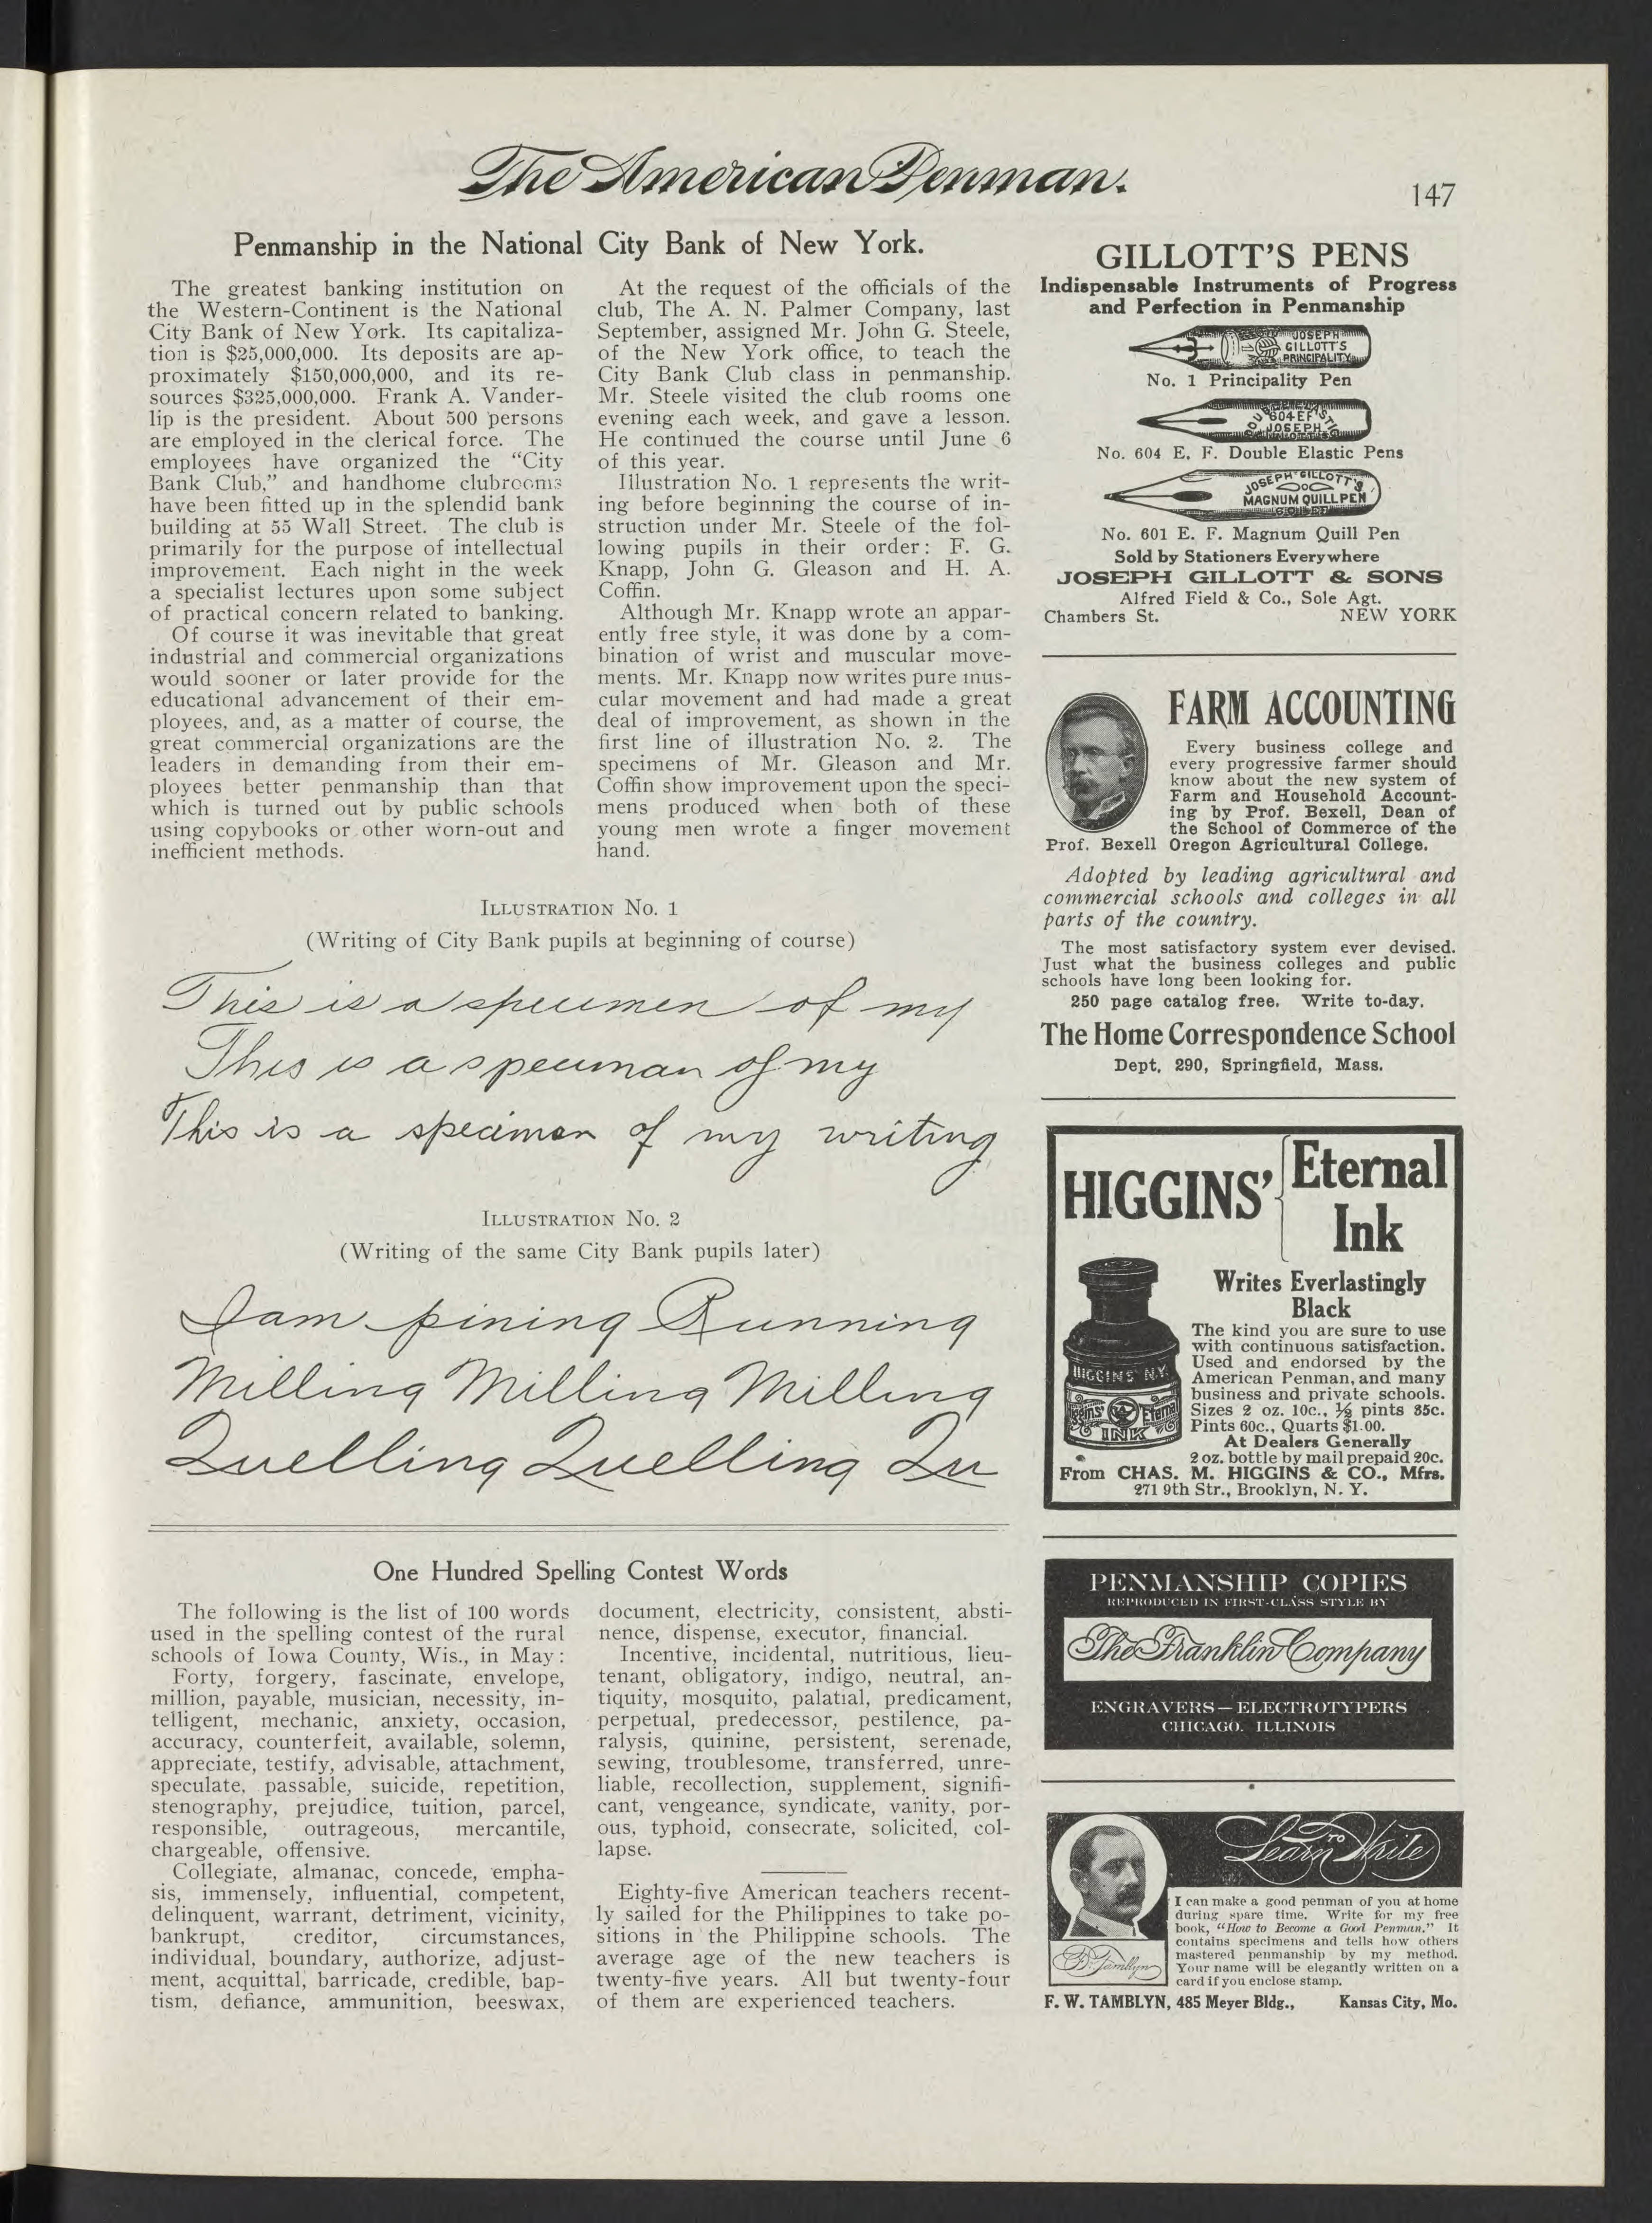 The American Penman.
147
Penmanship in the National City Bank of New York.
The greatest banking institution on
the Western-Continent is the National
City Bank of New York. Its capitaliza-
tion is $25,000,000. Its deposits are ap-
proximately $150,000,000, and its re-
sources $325,000,000. Frank A. Vander-
lip is the president. About 500 persons
are employed in the clerical force. The
employees have organized the “City
Bank Club,” and handhome clubrooms
have been fitted up in the splendid bank
building at 55 Wall Street. The club is
primarily for the purpose of intellectual
improvement. Each night in the week
a specialist lectures upon some subject
of practical concern related to banking.
Of course it was inevitable that great
industrial and commercial organizations
would sooner or later provide for the
educational advancement of their em-
ployees, and, as a matter of course, the
great commercial organizations are the
leaders in demanding from their em-
ployees better penmanship than that
which is turned out by public schools
using copybooks or other worn-out and
inefficient methods.
At the request of the officials of the
club, The A. N. Palmer Company, last
September, assigned Mr. John G. Steele,
of the New York office, to teach the
City Bank Club class in penmanship.
Mr. Steele visited the club rooms one
evening each week, and gave a lesson.
He continued the course until June 6
of this year.
Illustration No. 1 represents the writ-
ing before beginning the course of in-
struction under Mr. Steele of the fol-
lowing pupils in their order: F. G.
Knapp, John G. Gleason and H. A.
Coffin.
Although Mr. Knapp wrote an appar-
ently free style, it was done by a com-
bination of wrist and muscular move-
ments. Mr. Knapp now writes pure mus-
cular movement and had made a great
deal of improvement, as shown in the
first line of illustration No. 2. The
specimens of Mr. Gleason and Mr.
Coffin show improvement upon the speci-
mens produced when both of these
young men wrote a finger movement
hand.
ILLUSTRATION No. 1
(Writing of City Bank pupils at beginning of course)
This is a specimen of my
This is a speciman of my
This is a specimen of my writing
ILLUSTRATION No. 2
(Writing of the same City Bank pupils later)
I am pining Running
Milling Milling Milling
Quelling Quelling Qu
One Hundred Spelling Contest Words
The following is the list of 100 words
used in the spelling contest of the rural
schools of Iowa County, Wis., in May:
Forty, forgery, fascinate, envelope,
million, payable, musician, necessity, in-
telligent, mechanic, anxiety, occasion,
accuracy, counterfeit, available, solemn,
appreciate, testify, advisable, attachment,
speculate, passable, suicide, repetition,
stenography, prejudice, tuition, parcel,
responsible, outrageous, mercantile,
chargeable, offensive.
Collegiate, almanac, concede, empha-
sis, immensely, influential, competent,
delinquent, warrant, detriment, vicinity,
bankrupt, creditor, circumstances,
individual, boundary, authorize, adjust-
ment, acquittal, barricade, credible, bap-
tism, defiance, ammunition, beeswax,
document, electricity, consistent, absti-
nence, dispense, executor, financial.
Incentive, incidental, nutritious, lieu-
tenant, obligatory, indigo, neutral, an-
tiquity, mosquito, palatial, predicament,
perpetual, predecessor, pestilence, pa-
ralysis, quinine, persistent, serenade,
sewing, troublesome, transferred, unre-
liable, recollection, supplement, signifi-
cant, vengeance, syndicate, vanity, por-
ous, typhoid, consecrate, solicited, col-
lapse.
Eighty-five American teachers recent-
ly sailed for the Philippines to take po-
sitions in the Philippine schools. The
average age of the new teachers is
twenty-five years. All but twenty-four
of them are experienced teachers.
GILLOTT'S PENS
Indispensable Instruments of Progress
and Perfection in Penmanship
JOSEPH
GILLOTT'S
PRINCIPALITY
No. 1 Principality Pen
604 EF
JOSEPH
No. 604 E. F. Double Elastic Pens
JOSEPH GILLOTT'S
MAGNUM QUILL PEN
No. 601 E. F. Magnum Quill Pen
Sold by Stationers Everywhere
JOSEPH GILLOTT & SONS
Alfred Field & Co., Sole Agt.
Chambers St. NEW YORK
FARM ACCOUNTING
Every business college and
every progressive farmer should
know about the new system of
Farm and Household Account-
ing by Prof. Bexell, Dean of
the School of Commerce of the
Prof. Bexell Oregon Agricultural College.
Adopted by leading agricultural and
commercial schools and colleges in all
parts of the country.
The most satisfactory system ever devised.
Just what the business colleges and public
schools have long been looking for.
250 page catalog free. Write to-day.
The Home Correspondence School
Dept. 290, Springfield, Mass.
HIGGINS' Eternal
Ink
Writes Everlastingly
Black
The kind you are sure to use
with continuous satisfaction.
Used and endorsed by the
American Penman, and many
business and private schools.
Sizes 2 oz. 10c., ½ pints 35c.
Pints 60c., Quarts $1.00.
At Dealers Generally
2 oz. bottle by mail prepaid 20c.
From CHAS. M. HIGGINS & CO., Mfrs.
271 9th Str., Brooklyn, N. Y.
HIGGINS' N.Y.
Higgins' Eternal
INK
PENMANSHIP COPIES
REPRODUCED IN FIRST-CLASS STYLE BY
The Franklin Company
ENGRAVERS—ELECTROTYPERS
CHICAGO. ILLINOIS
Learn TO Write
I can make a good penman of you at home
during spare time. Write for my free
book, “How to Become a Good Penman.” It
contains specimens and tells how others
mastered penmanship by my method.
Your name will be elegantly written on a
card if you enclose stamp.
F. W. Tamblyn
F. W. TAMBLYN, 485 Meyer Bldg., Kansas City, Mo.